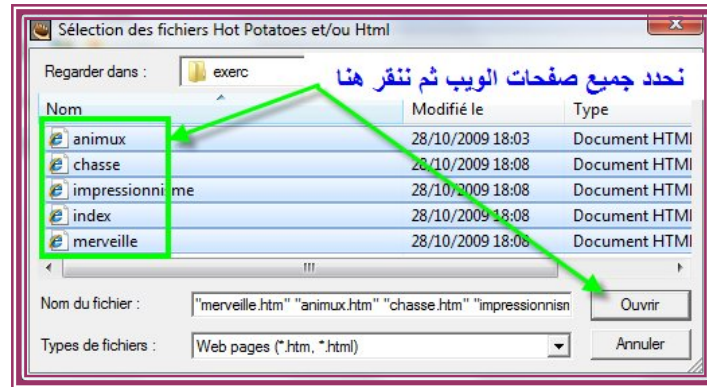 Sélection des fichiers Hot Potatoes et/ou Html
Regarder dans : exerc
نحدد جميع صفحات الويب ثم ننقر هنا
Nom Modifié le Type
animux 28/10/2009 18:03 Document HTML
chasse 28/10/2009 18:08 Document HTML
impressionnisme 28/10/2009 18:08 Document HTML
index 28/10/2009 18:08 Document HTML
merveille 28/10/2009 18:08 Document HTML
Nom du fichier : "merveille.htm" "animux.htm" "chasse.htm" "impressionnisn Ouvrir
Types de fichiers : Web pages (*.htm, *.html) Annuler